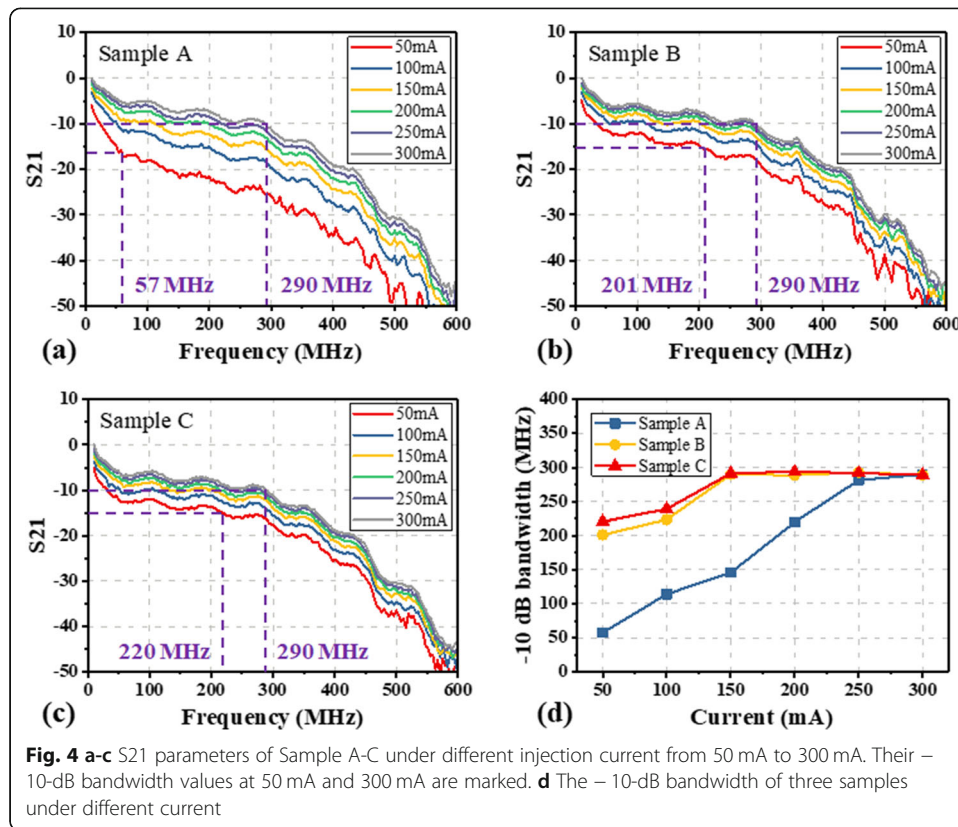 Sample A
50mA
100mA
150mA
200mA
250mA
300mA
10
0
-10
-20
-30
-40
-50
S21
57 MHz
290 MHz
0 100 200 300 400 500 600
(a)
Frequency (MHz)
Sample B
50mA
100mA
150mA
200mA
250mA
300mA
10
0
-10
-20
-30
-40
-50
S21
201 MHz
290 MHz
0 100 200 300 400 500 600
(b)
Frequency (MHz)
Sample C
50mA
100mA
150mA
200mA
250mA
300mA
10
0
-10
-20
-30
-40
-50
S21
220 MHz
290 MHz
0 100 200 300 400 500 600
(c)
Frequency (MHz)
Sample A
Sample B
Sample C
400
350
300
250
200
150
100
50
0
-10 dB bandwidth (MHz)
50 100 150 200 250 300
(d)
Current (mA)
Fig. 4 a-c S21 parameters of Sample A-C under different injection current from 50 mA to 300 mA. Their −
10-dB bandwidth values at 50 mA and 300 mA are marked. d The − 10-dB bandwidth of three samples
under different current